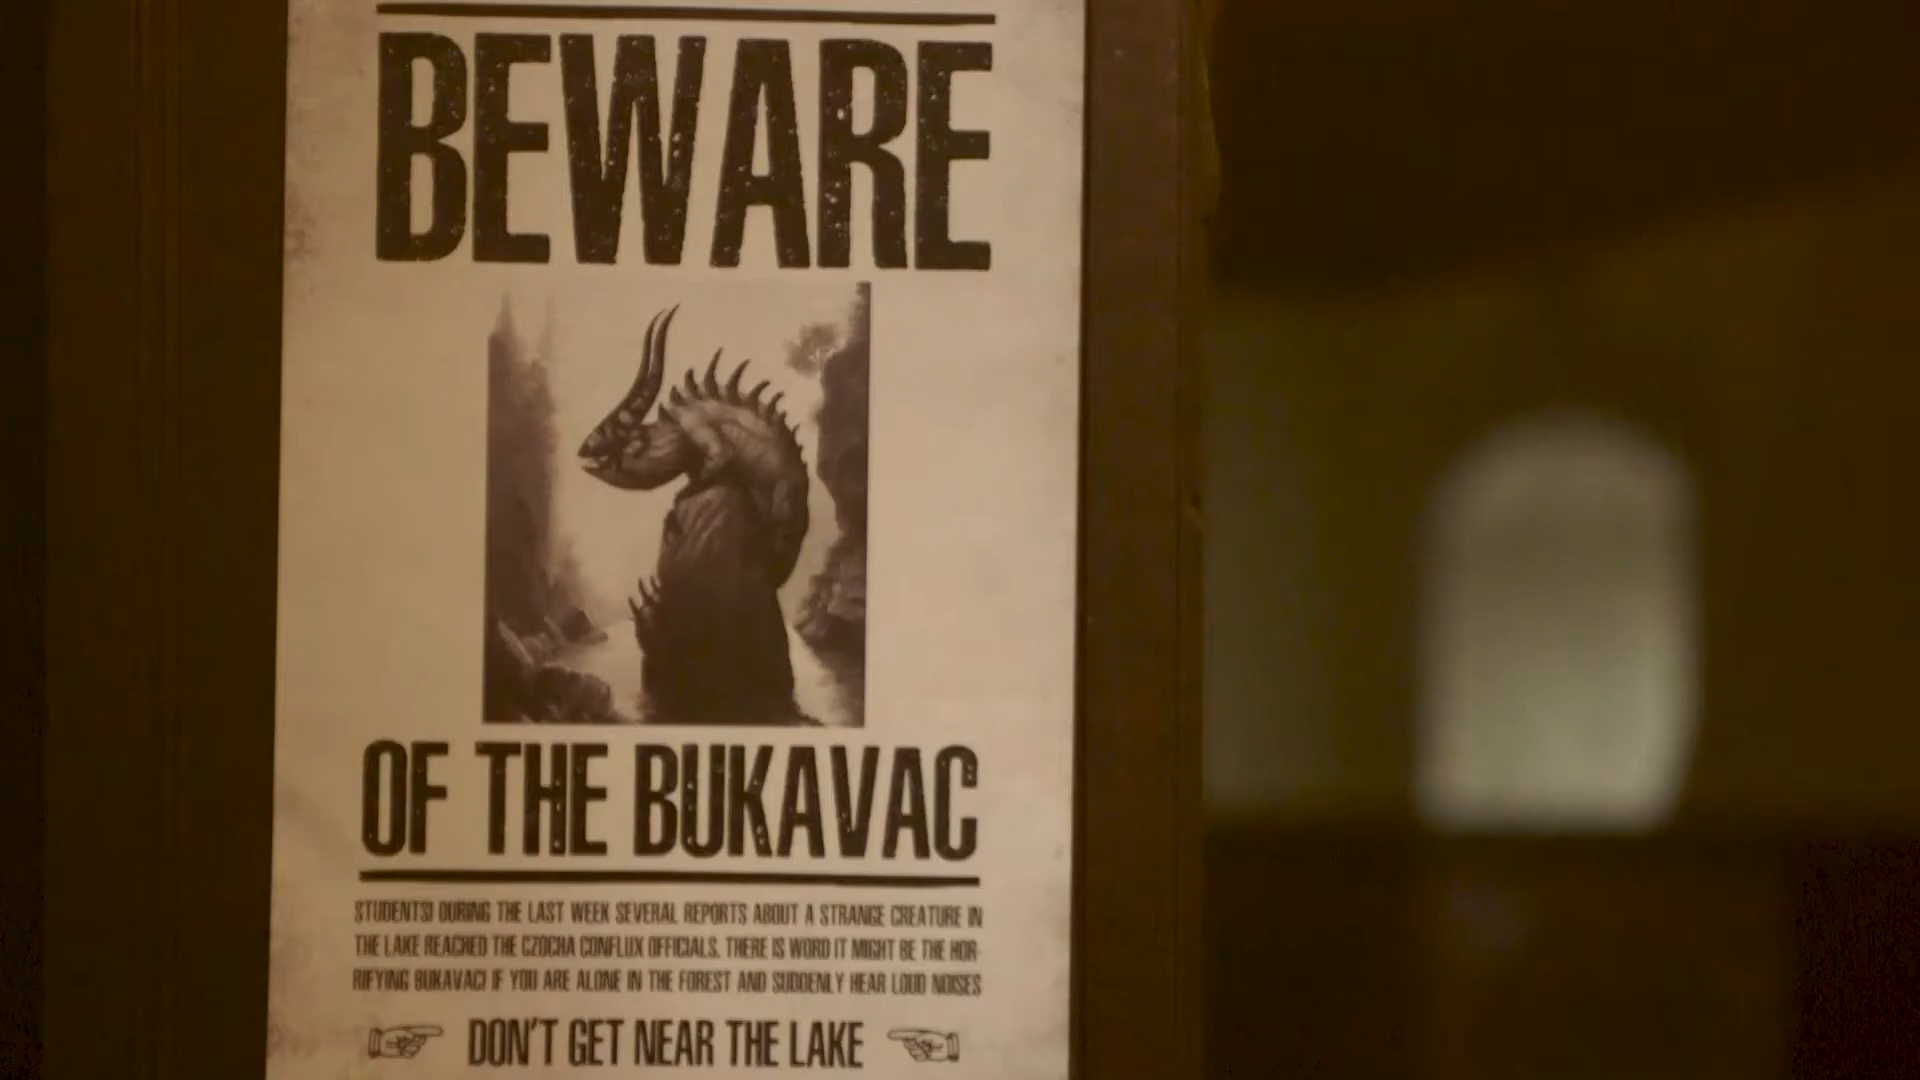 BEWARE
OF THE BUKAVAC
STUDENTS! DURING THE LAST WEEK SEVERAL REPORTS ABOUT A STRANGE CREATURE IN
THE LAKE REACHED THE CZOCHA CONFLUX OFFICIALS. THERE IS WORD IT MIGHT BE THE HOR-
RIFYING BUKAVAC! IF YOU ARE ALONE IN THE FOREST AND SUDDENLY HEAR LOUD NOISES
DON'T GET NEAR THE LAKE